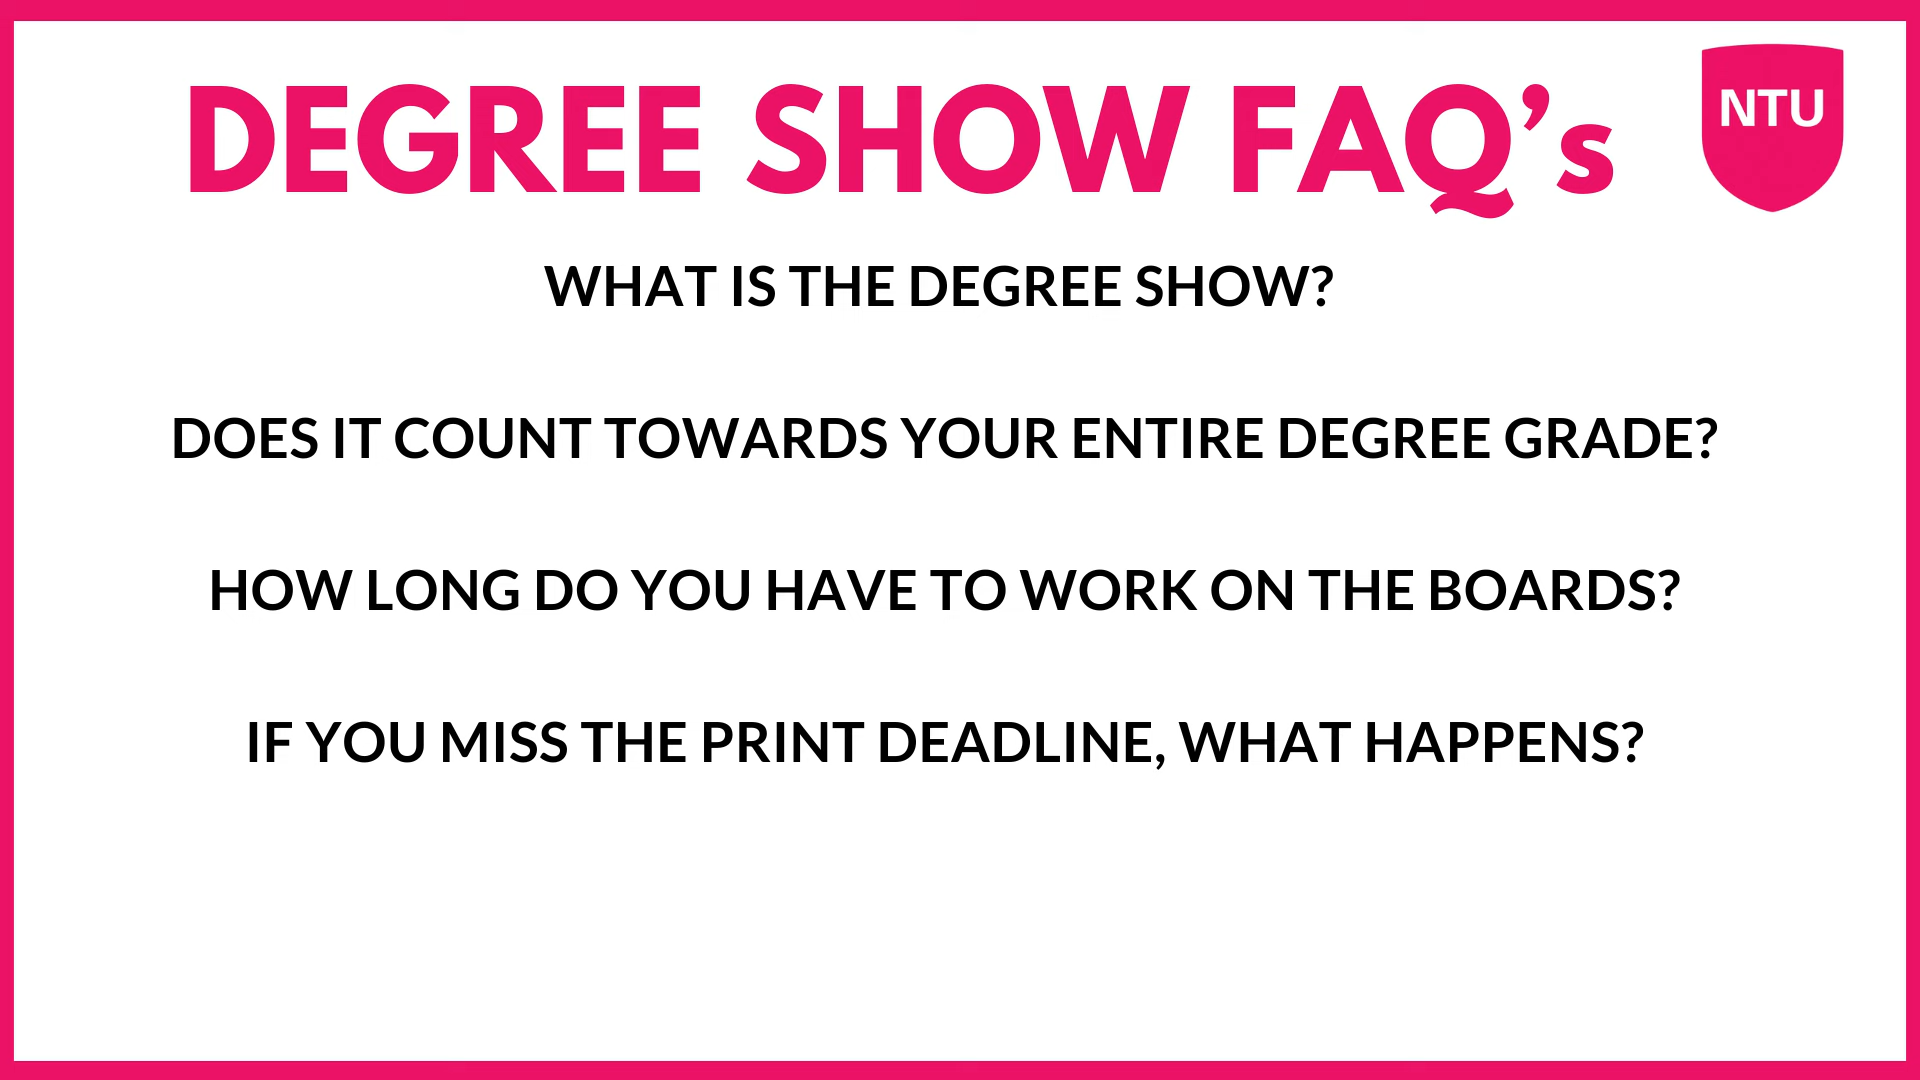 DEGREE SHOW FAQ’s
NTU
WHAT IS THE DEGREE SHOW?
DOES IT COUNT TOWARDS YOUR ENTIRE DEGREE GRADE?
HOW LONG DO YOU HAVE TO WORK ON THE BOARDS?
IF YOU MISS THE PRINT DEADLINE, WHAT HAPPENS?